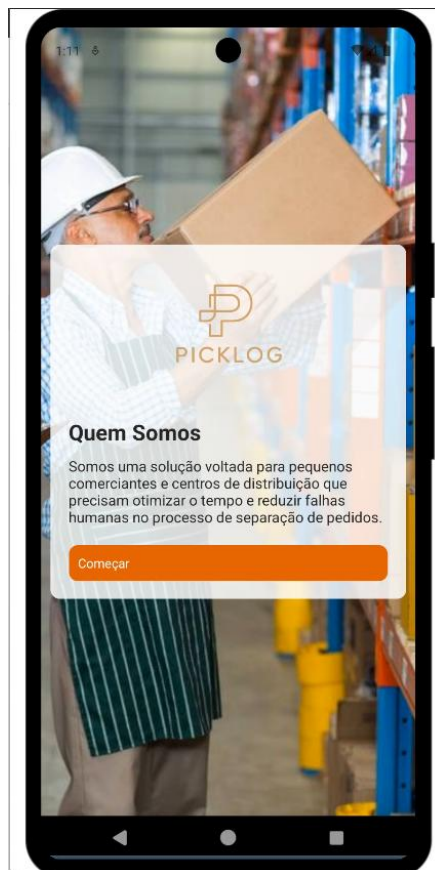 1:11
PICKLOG
Quem Somos
Somos uma solução voltada para pequenos
comerciantes e centros de distribuição que
precisam otimizar o tempo e reduzir falhas
humanas no processo de separação de pedidos.
Começar